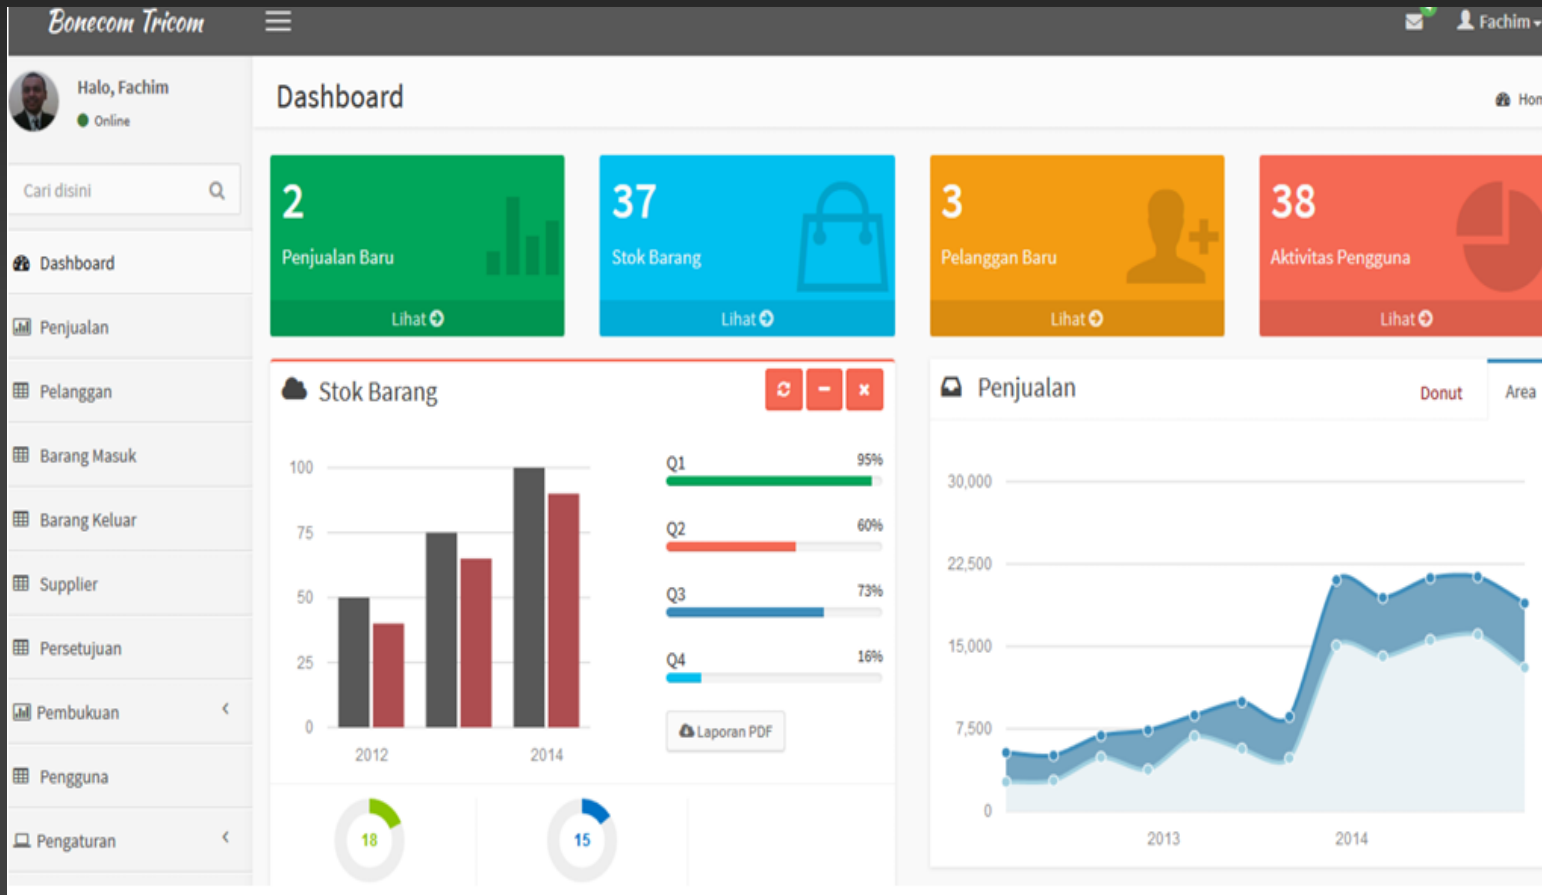 Bonecom Tricom
Fachim
Halo, Fachim
Online
Cari disini
Dashboard
Penjualan
Pelanggan
Barang Masuk
Barang Keluar
Supplier
Persetujuan
Pembukuan
Pengguna
Pengaturan
Dashboard
2
Penjualan Baru
Lihat
37
Stok Barang
Lihat
3
Pelanggan Baru
Lihat
38
Aktivitas Pengguna
Lihat
Stok Barang
100
75
50
25
0
2012
2014
Q1 95%
Q2 60%
Q3 73%
Q4 16%
Laporan PDF
18
15
Penjualan
Donut
Area
30,000
22,500
15,000
7,500
0
2013
2014